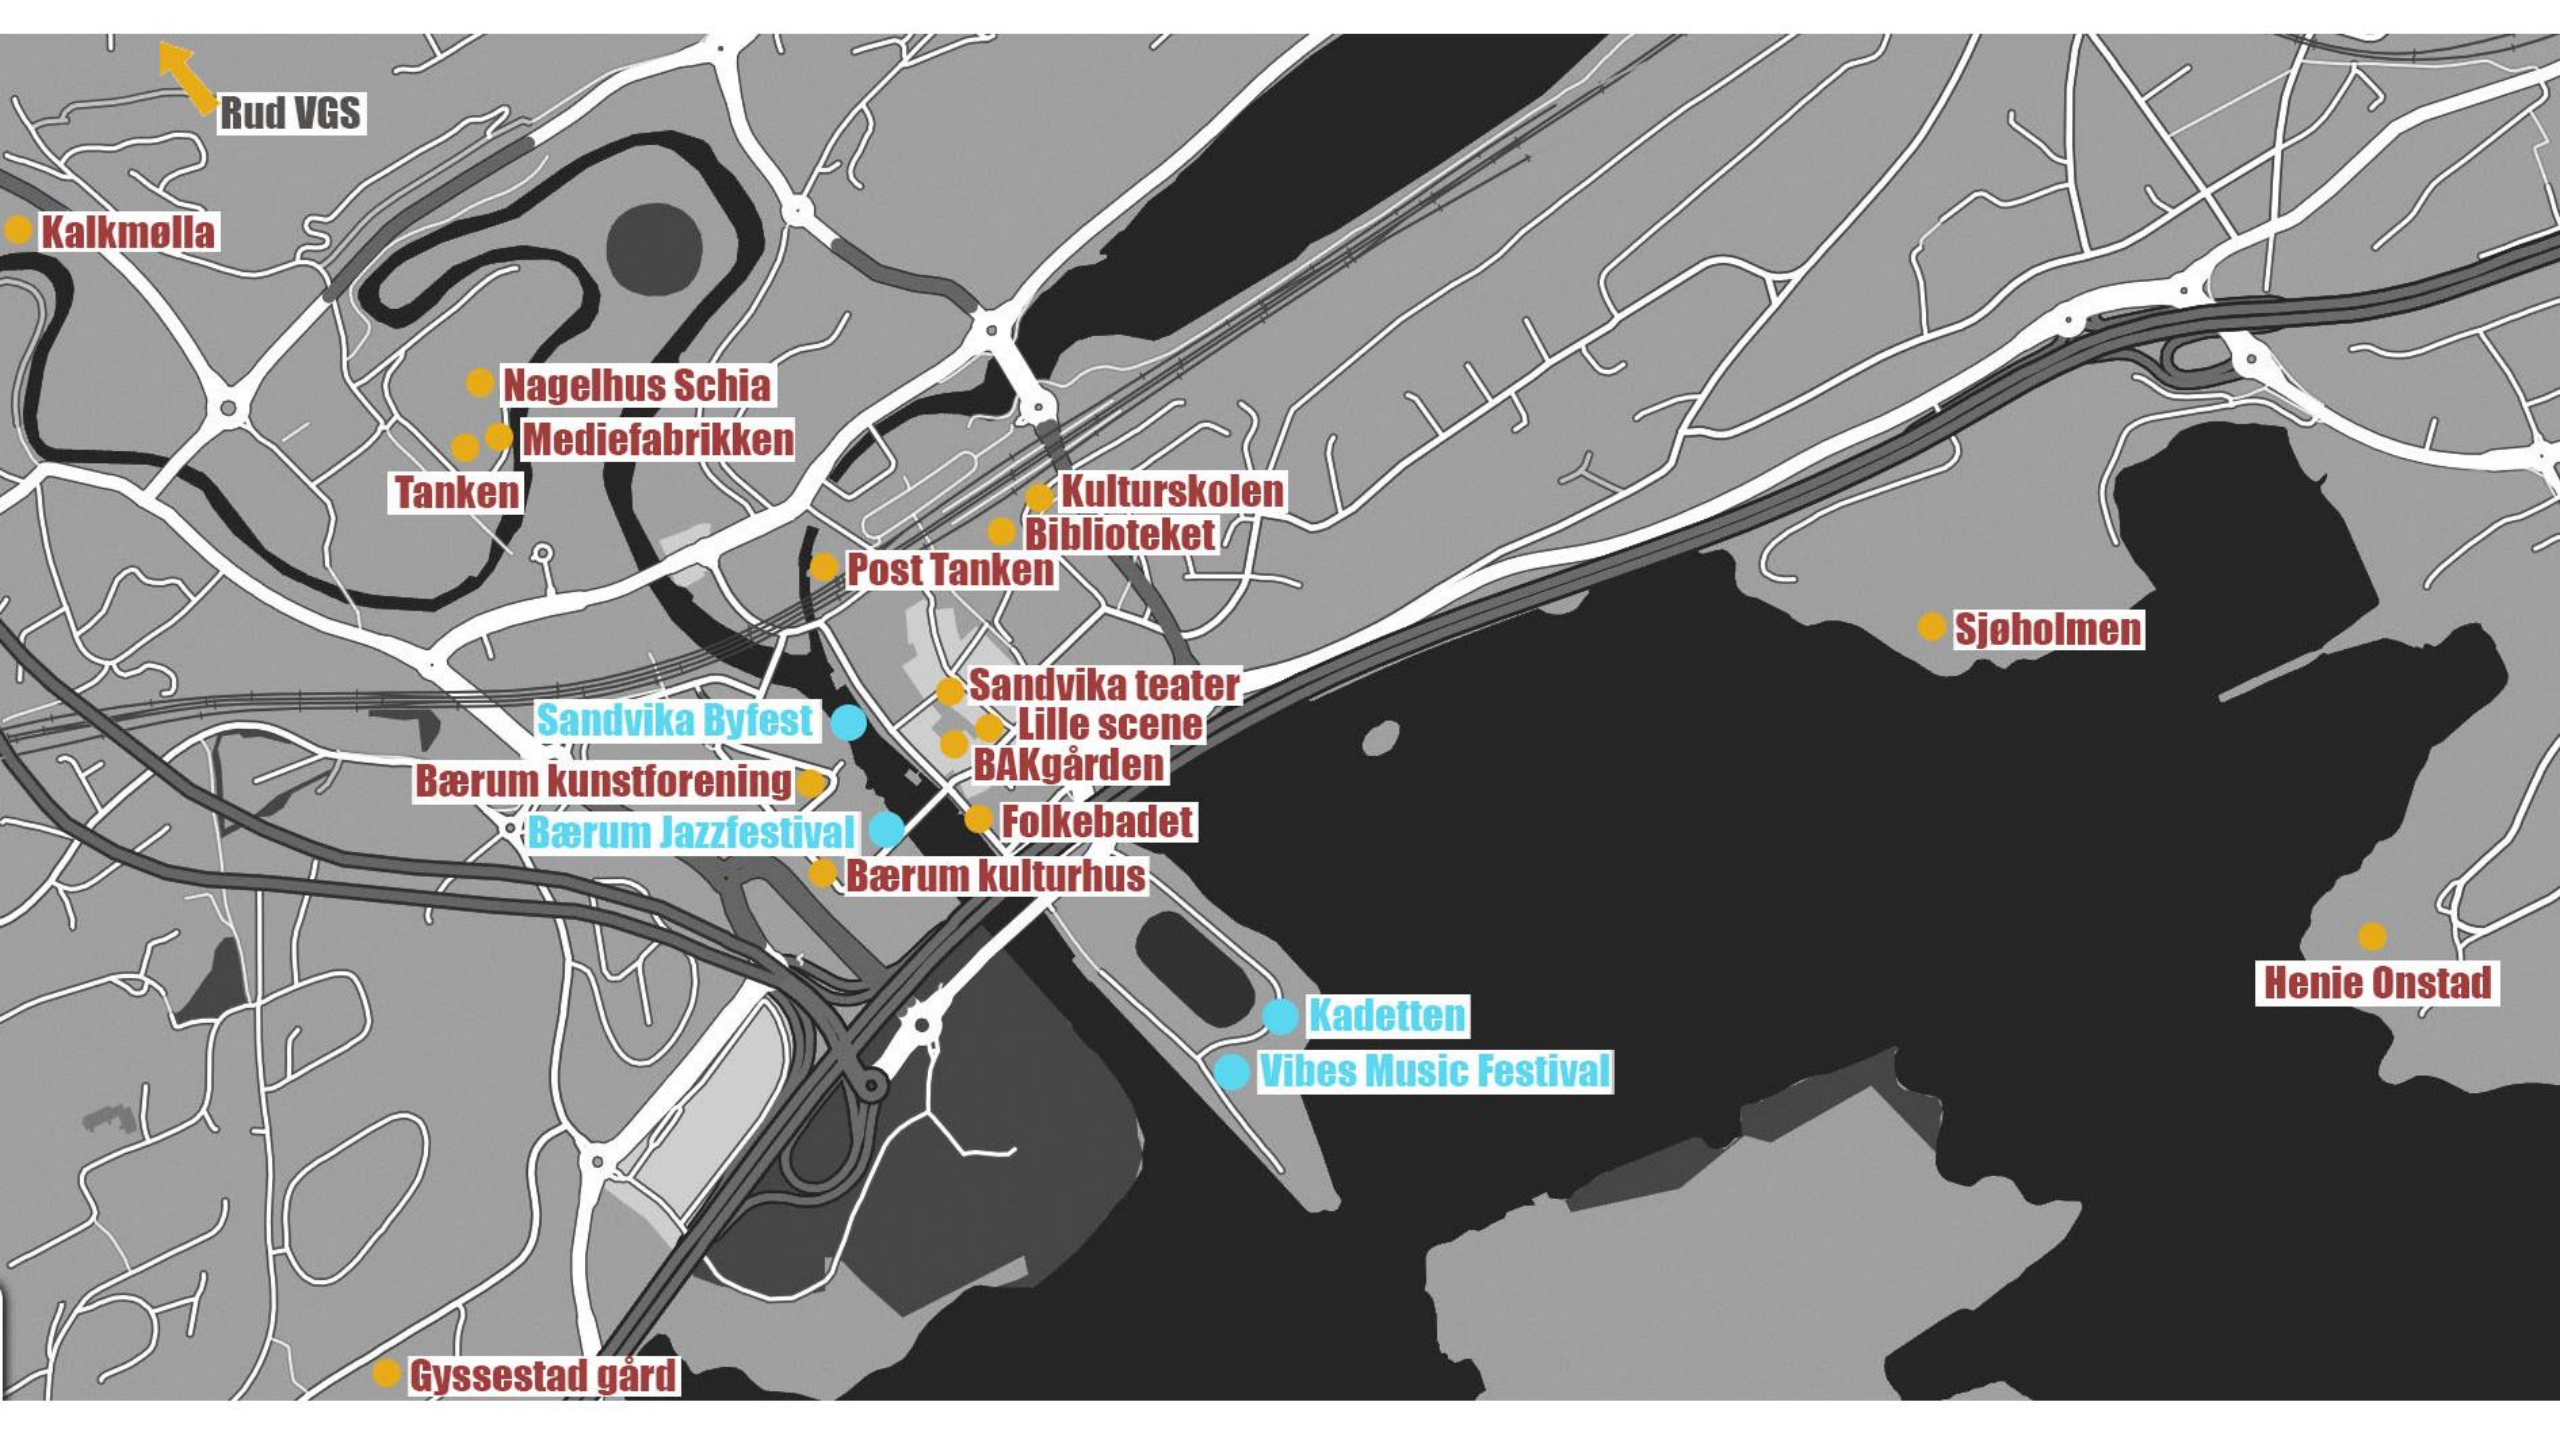 Rud VGS
Kalkmølla
Nagelhus Schia
Mediefabrikken
Tanken
Kulturskolen
Biblioteket
Post Tanken
Sjøholmen
Sandvika teater
Sandvika Byfest
Lille scene
BAKgården
Bærum kunstforening
Folkebadet
Bærum Jazzfestival
Bærum kulturhus
Henie Onstad
Kadetten
Vibes Music Festival
Gyssestad gård